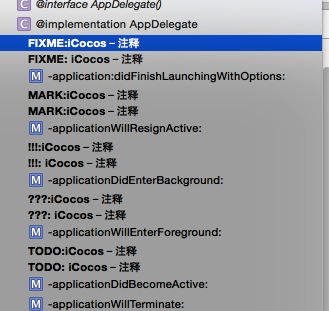 C @interface AppDelegate()
C @implementation AppDelegate
FIXME:iCocos – 注释
FIXME: iCocos – 注释
M -application:didFinishLaunchingWithOptions:
MARK:iCocos – 注释
MARK:iCocos – 注释
M -applicationWillResignActive:
!!!:iCocos – 注释
!!!: iCocos – 注释
M -applicationDidEnterBackground:
???:iCocos – 注释
???: iCocos – 注释
M -applicationWillEnterForeground:
TODO:iCocos – 注释
TODO: iCocos – 注释
M -applicationDidBecomeActive:
M -applicationWillTerminate: